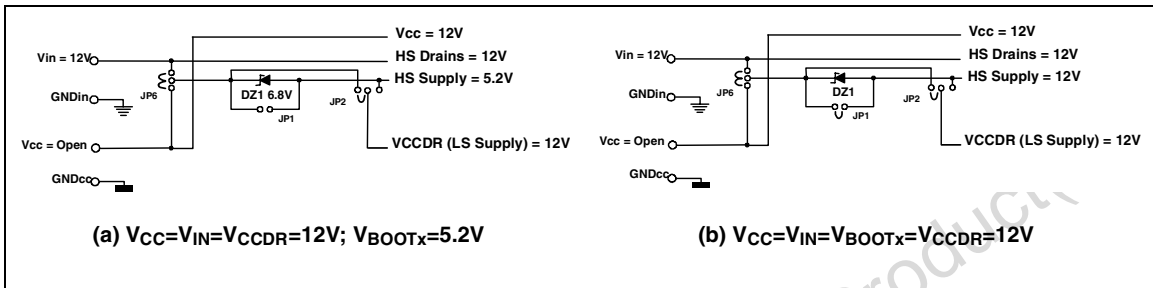 Vcc = 12V
Vin = 12V
HS Drains = 12V
HS Supply = 5.2V
JP6
DZ1 6.8V
JP2
GNDin
JP1
Vcc = Open
VCCDR (LS Supply) = 12V
GNDcc
(a) VCC=VIN=VCCDR=12V; VBOOTx=5.2V
Vcc = 12V
Vin = 12V
HS Drains = 12V
HS Supply = 12V
JP6
DZ1
JP2
GNDin
JP1
Vcc = Open
VCCDR (LS Supply) = 12V
GNDcc
(b) VCC=VIN=VBOOTx=VCCDR=12V
Product(